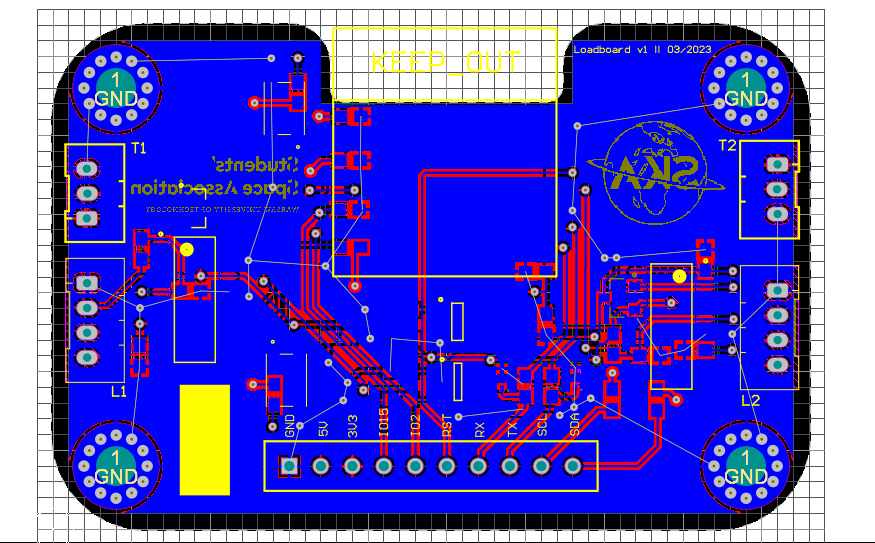 KEEP_OUT
Loadboard v1 || 03/2023
1
GND
1
GND
T1
T2
Students'
Space Association
WARSAW UNIVERSITY OF TECHNOLOGY
SKA
L1
L2
GND
5V
3V3
IO15
IO2
RST
RX
TX
SCL
SDA
1
GND
1
GND